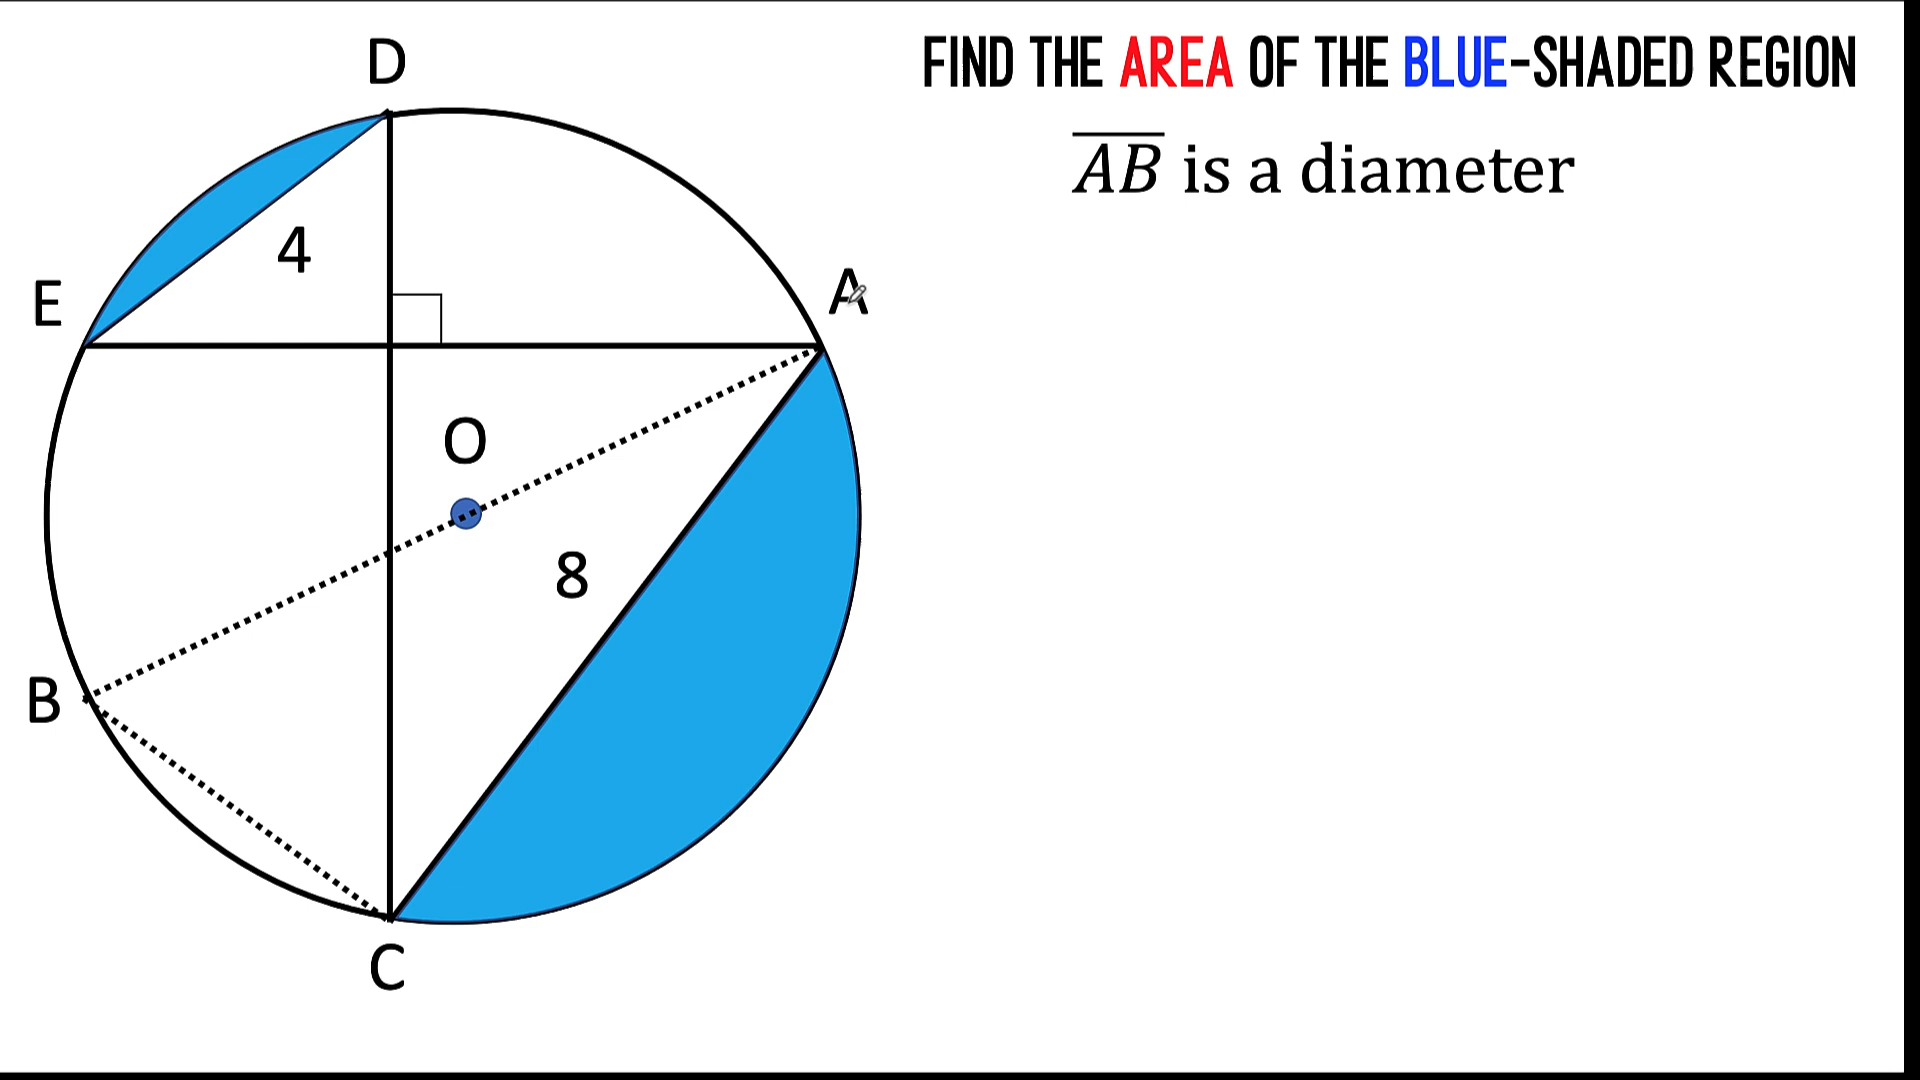 D
FIND THE AREA OF THE BLUE-SHADED REGION
AB is a diameter
4
E
A
O
8
B
C